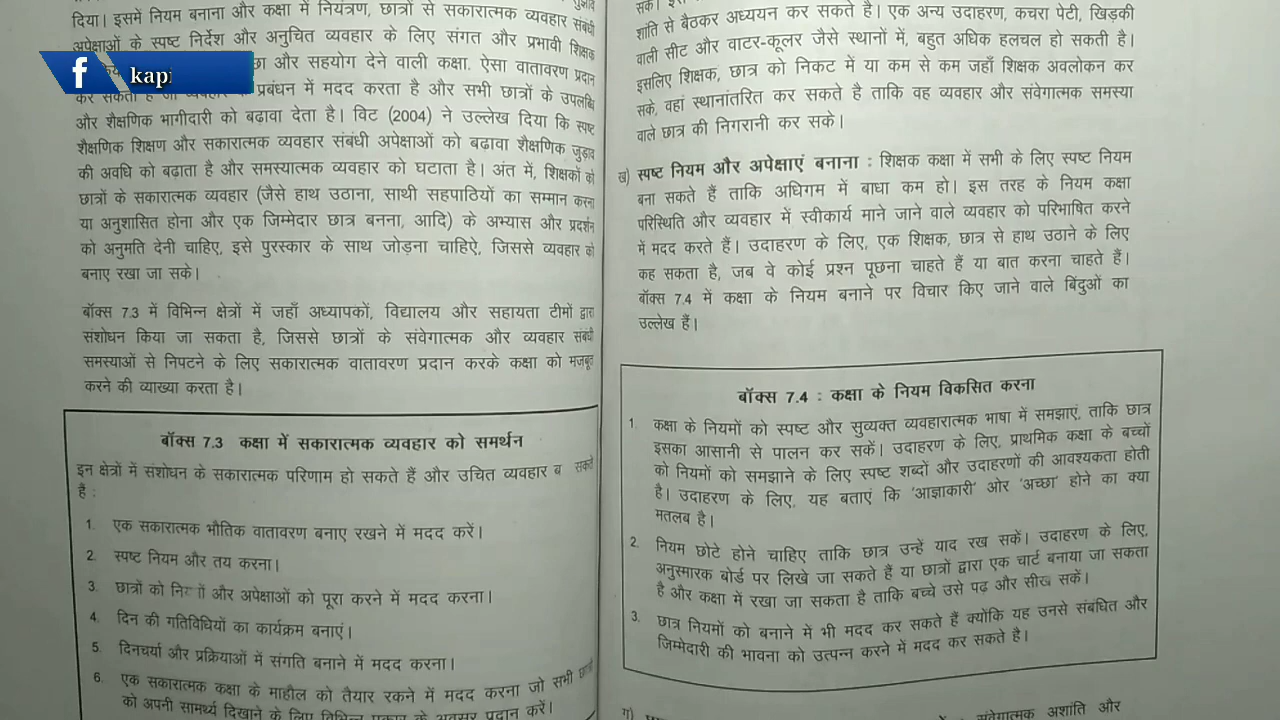 दिया। इसमें नियम बनाना और कक्षा में नियंत्रण, छात्रों से सकारात्मक व्यवहार संबंधी
अपेक्षाओं के स्पष्ट निर्देश और अनुचित व्यवहार के लिए संगत और प्रभावी शिक्षक
f kapi
और सहयोग देने वाली कक्षा. ऐसा वातावरण प्रदान
कर सकता है जो व्यवहार प्रबंधन में मदद करता है और सभी छात्रों के उपलब्धि
और शैक्षणिक भागीदारी को बढ़ावा देता है। विट (2004) ने उल्लेख दिया कि स्पष्ट
शैक्षणिक शिक्षण और सकारात्मक व्यवहार संबंधी अपेक्षाओं को बढ़ावा शैक्षणिक जुड़ाव
की अवधि को बढ़ाता है और समस्यात्मक व्यवहार को घटाता है। अंत में, शिक्षकों को
छात्रों के सकारात्मक व्यवहार (जैसे हाथ उठाना, साथी सहपाठियों का सम्मान करना
या अनुशासित होना और एक जिम्मेदार छात्र बनना, आदि) के अभ्यास और प्रदर्शन
को अनुमति देनी चाहिए, इसे पुरस्कार के साथ जोड़ना चाहिऐ, जिससे व्यवहार को
बनाए रखा जा सके।
बॉक्स 7.3 में विभिन्न क्षेत्रों में जहाँ अध्यापकों, विद्यालय और सहायता टीमों द्वारा
संशोधन किया जा सकता है, जिससे छात्रों के संवेगात्मक और व्यवहार संबंधी
समस्याओं से निपटने के लिए सकारात्मक वातावरण प्रदान करके कक्षा को मजबूत
करने की व्याख्या करता है।
बॉक्स 7.3 कक्षा में सकारात्मक व्यवहार को समर्थन
इन क्षेत्रों में संशोधन के सकारात्मक परिणाम हो सकते हैं और उचित व्यवहार ब सकते
हैं :
1. एक सकारात्मक भौतिक वातावरण बनाए रखने में मदद करें।
2. स्पष्ट नियम और तय करना।
3. छात्रों को और अपेक्षाओं को पूरा करने में मदद करना।
4. दिन की गतिविधियों का कार्यक्रम बनाएं।
5. दिनचर्या और प्रक्रियाओं में संगति बनाने में मदद करना।
6. एक सकारात्मक कक्षा के माहौल को तैयार रकने में मदद करना जो सभी छात्रों
को अपनी सामर्थ्य दिखाने के लिए विभिन्न प्रकार के अवसर प्रदान करें।
शांति से बैठकर अध्ययन कर सकते है। एक अन्य उदाहरण, कचरा पेटी, खिड़की
वाली सीट और वाटर-कूलर जैसे स्थानों में, बहुत अधिक हलचल हो सकती है।
इसलिए शिक्षक, छात्र को निकट में या कम से कम जहाँ शिक्षक अवलोकन कर
सके, वहां स्थानांतरित कर सकते है ताकि वह व्यवहार और संवेगात्मक समस्या
वाले छात्र की निगरानी कर सके।
ख) स्पष्ट नियम और अपेक्षाएं बनाना : शिक्षक कक्षा में सभी के लिए स्पष्ट नियम
बना सकते हैं ताकि अधिगम में बाधा कम हो। इस तरह के नियम कक्षा
परिस्थिति और व्यवहार में स्वीकार्य माने जाने वाले व्यवहार को परिभाषित करने
में मदद करते हैं। उदाहरण के लिए, एक शिक्षक, छात्र से हाथ उठाने के लिए
कह सकता है, जब वे कोई प्रश्न पूछना चाहते हैं या बात करना चाहते हैं।
बॉक्स 7.4 में कक्षा के नियम बनाने पर विचार किए जाने वाले बिंदुओं का
उल्लेख हैं।
बॉक्स 7.4 : कक्षा के नियम विकसित करना
1. कक्षा के नियमों को स्पष्ट और सुव्यक्त व्यवहारात्मक भाषा में समझाएं, ताकि छात्र
इसका आसानी से पालन कर सकें। उदाहरण के लिए, प्राथमिक कक्षा के बच्चों
को नियमों को समझाने के लिए स्पष्ट शब्दों और उदाहरणों की आवश्यकता होती
है। उदाहरण के लिए, यह बताएं कि 'आज्ञाकारी' ओर 'अच्छा' होने का क्या
मतलब है।
2. नियम छोटे होने चाहिए ताकि छात्र उन्हें याद रख सकें। उदाहरण के लिए,
अनुस्मारक बोर्ड पर लिखे जा सकते हैं या छात्रों द्वारा एक चार्ट बनाया जा सकता
है और कक्षा में रखा जा सकता है ताकि बच्चे उसे पढ़ और सीख सकें।
3. छात्र नियमों को बनाने में भी मदद कर सकते हैं क्योंकि यह उनसे संबंधित और
जिम्मेदारी की भावना को उत्पन्न करने में मदद कर सकते है।
ग) संवेगात्मक अशांति और